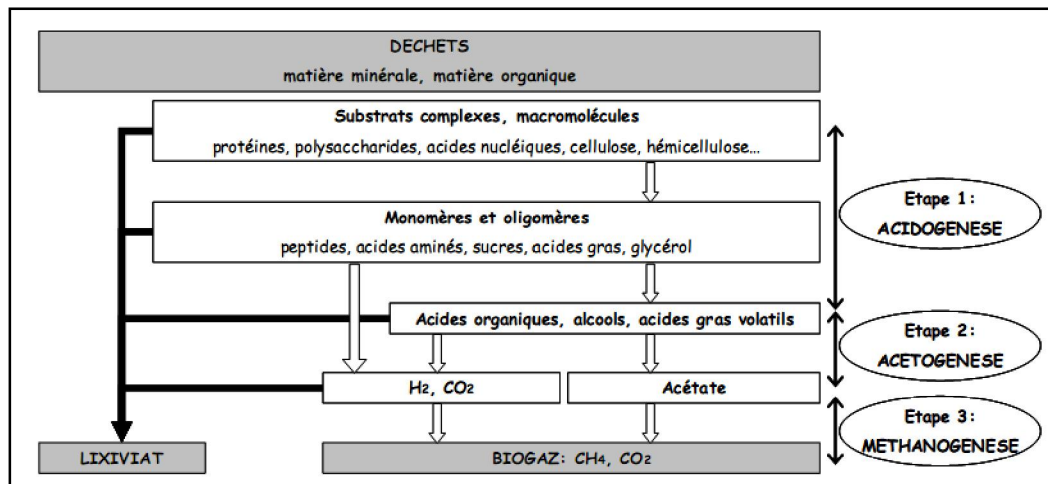 DECHETS
matière minérale, matière organique
Substrats complexes, macromolécules
protéines, polysaccharides, acides nucléiques, cellulose, hémicellulose...
Etape 1:
ACIDOGENESE
Monomères et oligomères
peptides, acides aminés, sucres, acides gras, glycérol
Acides organiques, alcools, acides gras volatils
Etape 2:
ACETOGENESE
H2, CO2
Acétate
Etape 3:
METHANOGENESE
LIXIVIAT
BIOGAZ: CH4, CO2